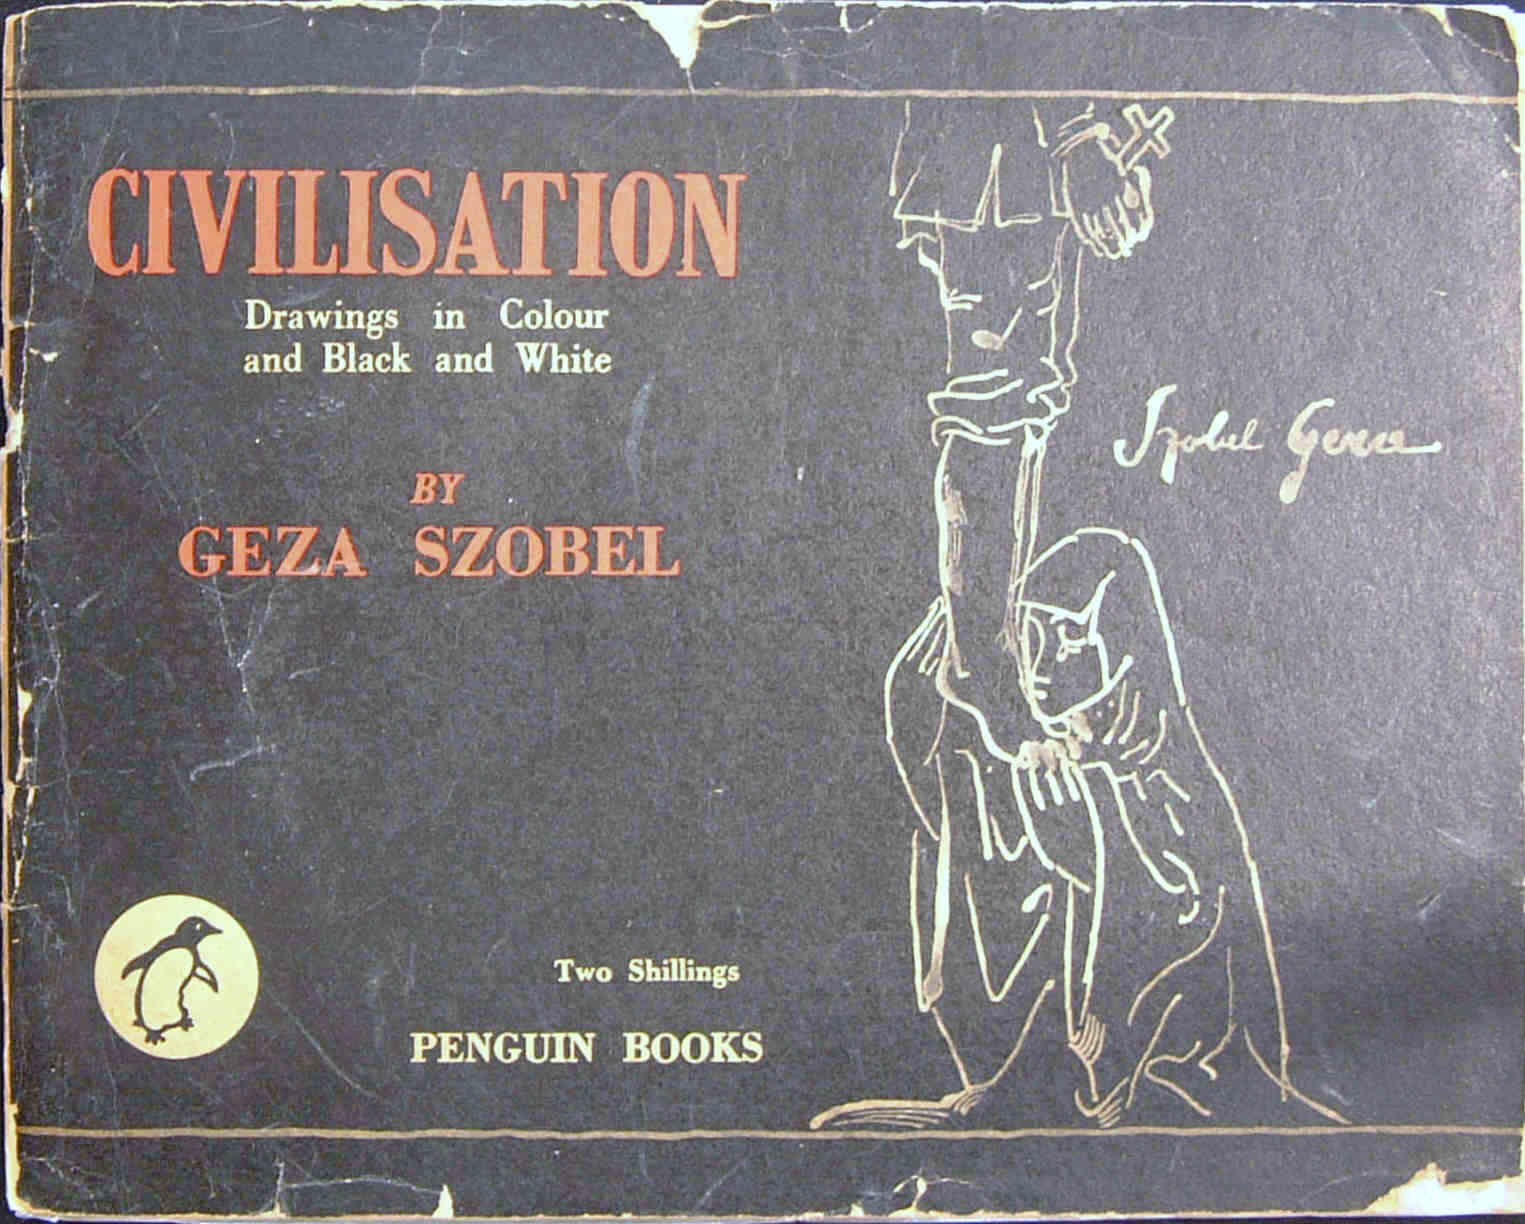 CIVILISATION
Drawings in Colour
and Black and White
BY
GEZA SZOBEL
Szobel Geza
Two Shillings
PENGUIN BOOKS